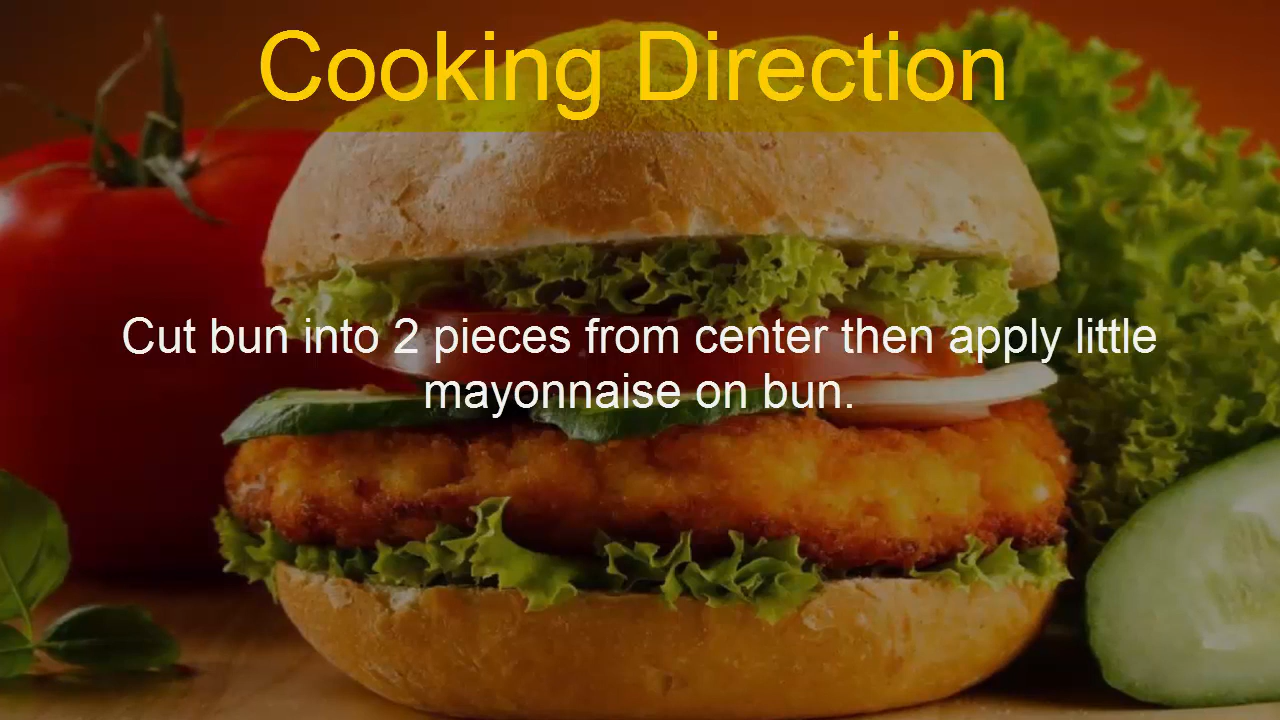 Cooking Direction
Cut bun into 2 pieces from center then apply little
mayonnaise on bun.